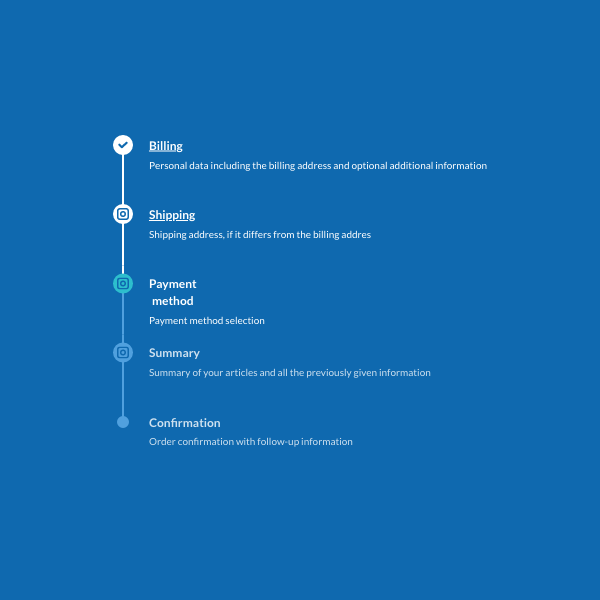 Billing
Personal data including the billing address and optional additional information
Shipping
Shipping address, if it differs from the billing addres
Payment
method
Payment method selection
Summary
Summary of your articles and all the previously given information
Confirmation
Order confirmation with follow-up information